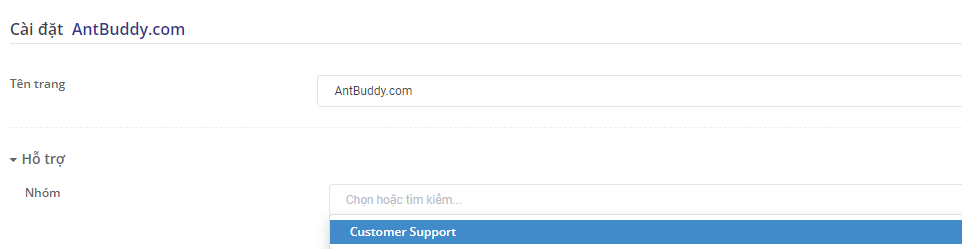 Cài đặt AntBuddy.com
Tên trang
AntBuddy.com
Hỗ trợ
Nhóm
Chọn hoặc tìm kiếm...
Customer Support